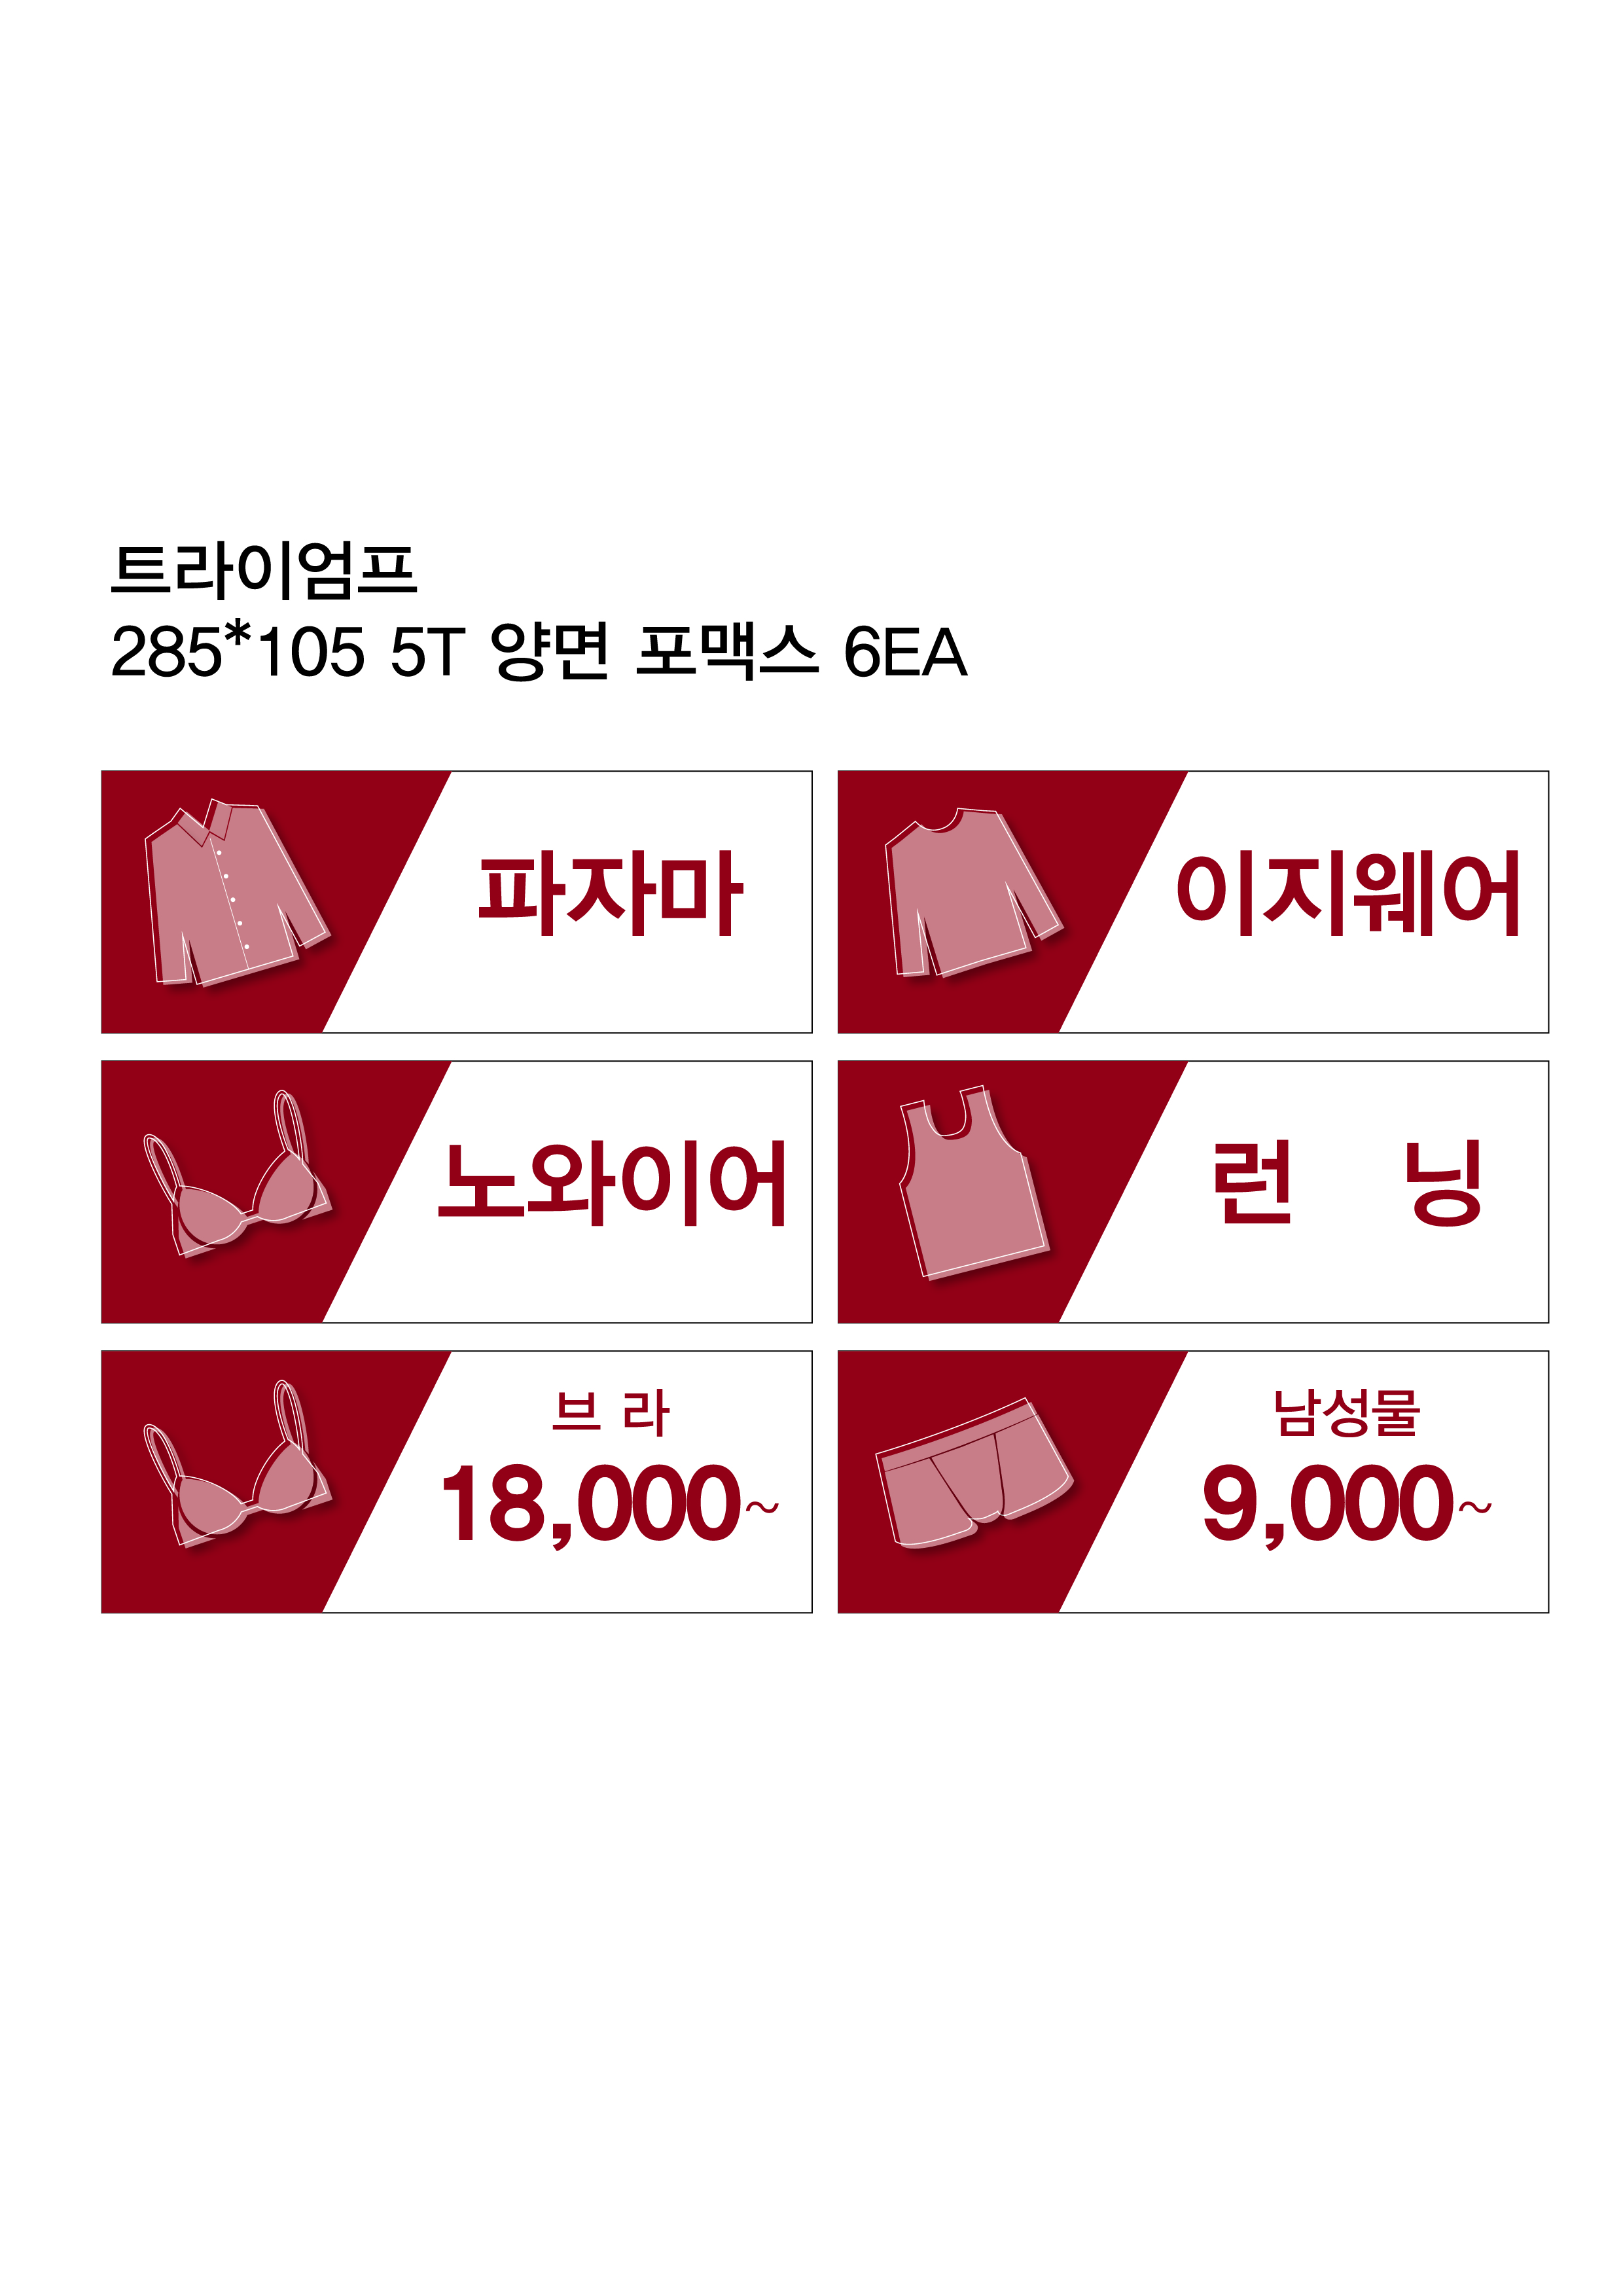 트라이엄프
285*105 5T 양면 포맥스 6EA
파자마
이지웨어
노와이어
런 닝
브 라
18,000~
남성물
9,000~